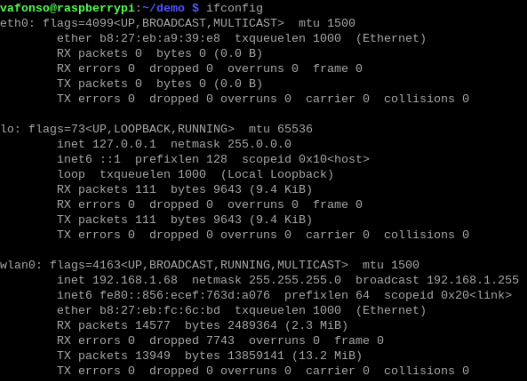 vafonso@raspberrypi:~/demo $ ifconfig
eth0: flags=4099<UP,BROADCAST,MULTICAST>  mtu 1500
        ether b8:27:eb:a9:39:e8  txqueuelen 1000  (Ethernet)
        RX packets 0  bytes 0 (0.0 B)
        RX errors 0  dropped 0  overruns 0  frame 0
        TX packets 0  bytes 0 (0.0 B)
        TX errors 0  dropped 0 overruns 0  carrier 0  collisions 0

lo: flags=73<UP,LOOPBACK,RUNNING>  mtu 65536
        inet 127.0.0.1  netmask 255.0.0.0
        inet6 ::1  prefixlen 128  scopeid 0x10<host>
        loop  txqueuelen 1000  (Local Loopback)
        RX packets 111  bytes 9643 (9.4 KiB)
        RX errors 0  dropped 0  overruns 0  frame 0
        TX packets 111  bytes 9643 (9.4 KiB)
        TX errors 0  dropped 0 overruns 0  carrier 0  collisions 0

wlan0: flags=4163<UP,BROADCAST,RUNNING,MULTICAST>  mtu 1500
        inet 192.168.1.68  netmask 255.255.255.0  broadcast 192.168.1.255
        inet6 fe80::856:ecef:763d:a076  prefixlen 64  scopeid 0x20<link>
        ether b8:27:eb:fc:6c:bd  txqueuelen 1000  (Ethernet)
        RX packets 14577  bytes 2489364 (2.3 MiB)
        RX errors 0  dropped 7743  overruns 0  frame 0
        TX packets 13949  bytes 13859141 (13.2 MiB)
        TX errors 0  dropped 0 overruns 0  carrier 0  collisions 0